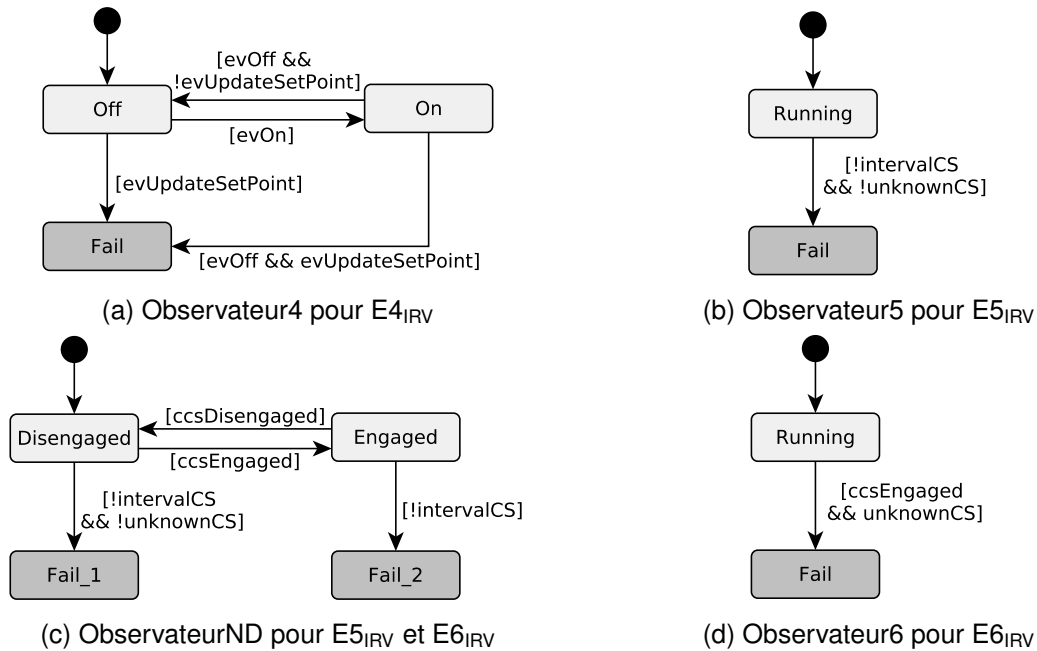 [evOff &&
!evUpdateSetPoint]
Off
On
[evOn]
[evUpdateSetPoint]
Fail
[evOff && evUpdateSetPoint]
(a) Observateur4 pour E4IRV
Running
[!intervalCS
&& !unknownCS]
Fail
(b) Observateur5 pour E5IRV
Disengaged
[ccsDisengaged]
Engaged
[ccsEngaged]
[!intervalCS
&& !unknownCS]
[!intervalCS]
Fail_1
Fail_2
(c) ObservateurND pour E5IRV et E6IRV
Running
[ccsEngaged
&& unknownCS]
Fail
(d) Observateur6 pour E6IRV